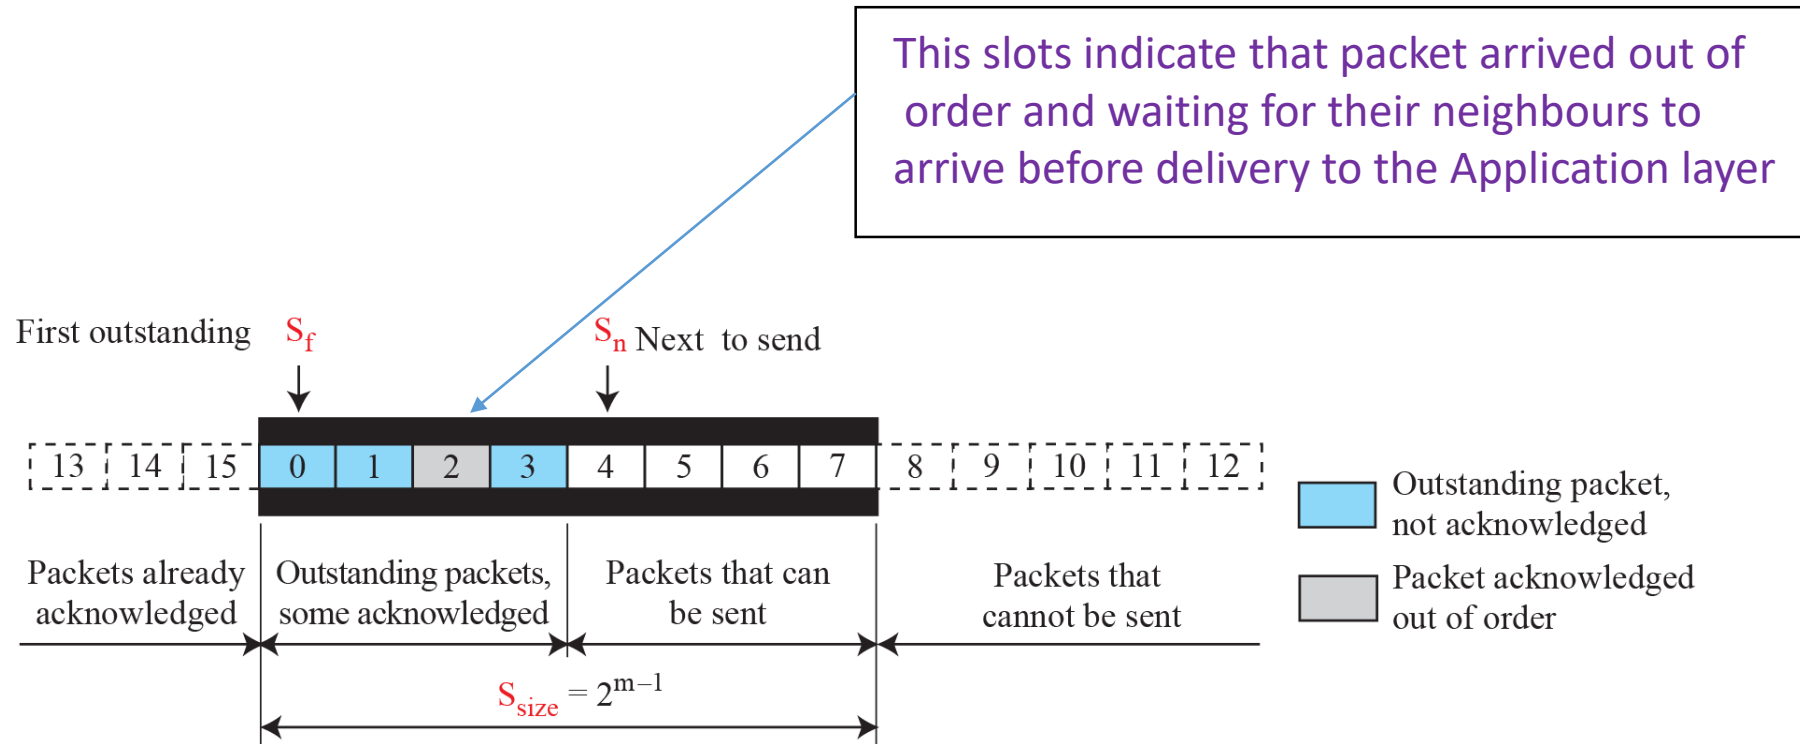 This slots indicate that packet arrived out of
order and waiting for their neighbours to
arrive before delivery to the Application layer
First outstanding Sf Sn Next to send
13 14 15 0 1 2 3 4 5 6 7 8 9 10 11 12
Outstanding packet,
not acknowledged
Packet acknowledged
out of order
Packets already
acknowledged
Outstanding packets,
some acknowledged
Packets that can
be sent
Packets that
cannot be sent
Ssize = 2^m–1